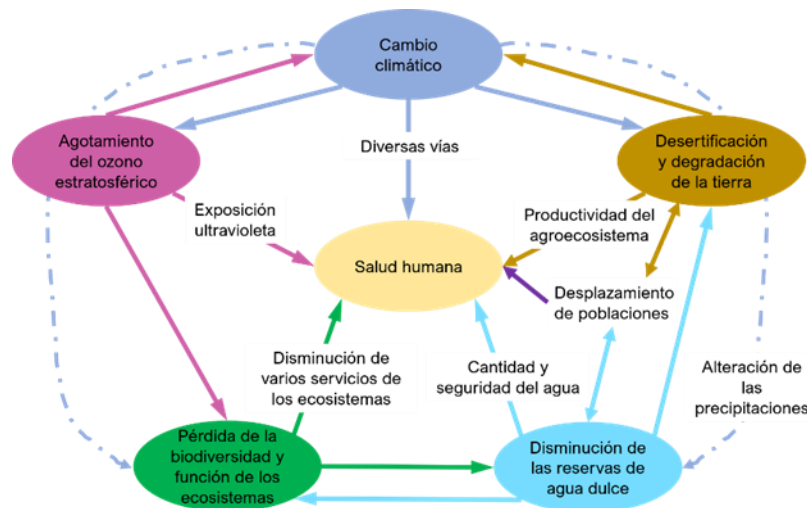 Cambio
climático
Agotamiento
del ozono
estratosférico
Desertificación
y degradación
de la tierra
Diversas vías
Exposición
ultravioleta
Productividad del
agroecosistema
Salud humana
Desplazamiento
de poblaciones
Disminución de
varios servicios de
los ecosistemas
Cantidad y
seguridad del agua
Alteración de
las
precipitaciones
Pérdida de la
biodiversidad y
función de los
ecosistemas
Disminución de
las reservas de
agua dulce